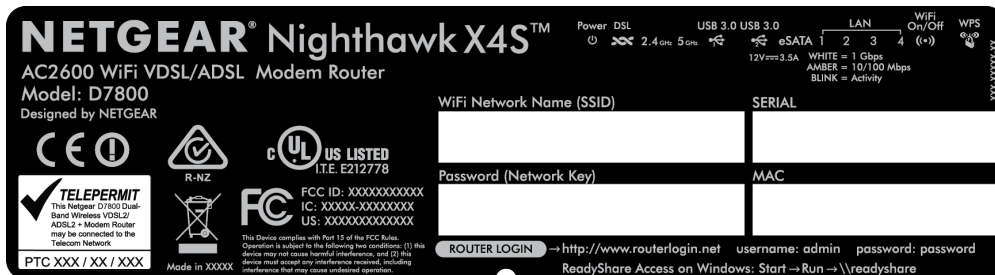 NETGEAR® Nighthawk X4S™
AC2600 WiFi VDSL/ADSL Modem Router
Model: D7800
Designed by NETGEAR
Power DSL
2.4 GHz 5 GHz
USB 3.0 USB 3.0
eSATA
LAN
1 2 3 4
WiFi
On/Off
WPS
12V 3.5A
WHITE = 1 Gbps
AMBER = 10/100 Mbps
BLINK = Activity
CE
R-NZ
C UL US LISTED
I.T.E. E212778
TELEPERMIT
This Netgear D7800 Dual-
Band Wireless VDSL2/
ADSL2 + Modem Router
may be connected to the
Telecom Network
PTC XXX / XX / XXX
Made in XXXXX
FC
FCC ID: XXXXXXXXXXX
IC: XXXXX-XXXXXXXX
US: XXXXXXXXXXXXX
This Device complies with Part 15 of the FCC Rules.
Operation is subject to the following two conditions: (1) this
device may not cause harmful interference, and (2) this
device must accept any interference received, including
interference that may cause undesired operation.
WiFi Network Name (SSID)
SERIAL
Password (Network Key)
MAC
ROUTER LOGIN →http://www.routerlogin.net username: admin password: password
ReadyShare Access on Windows: Start →Run →\\readyshare